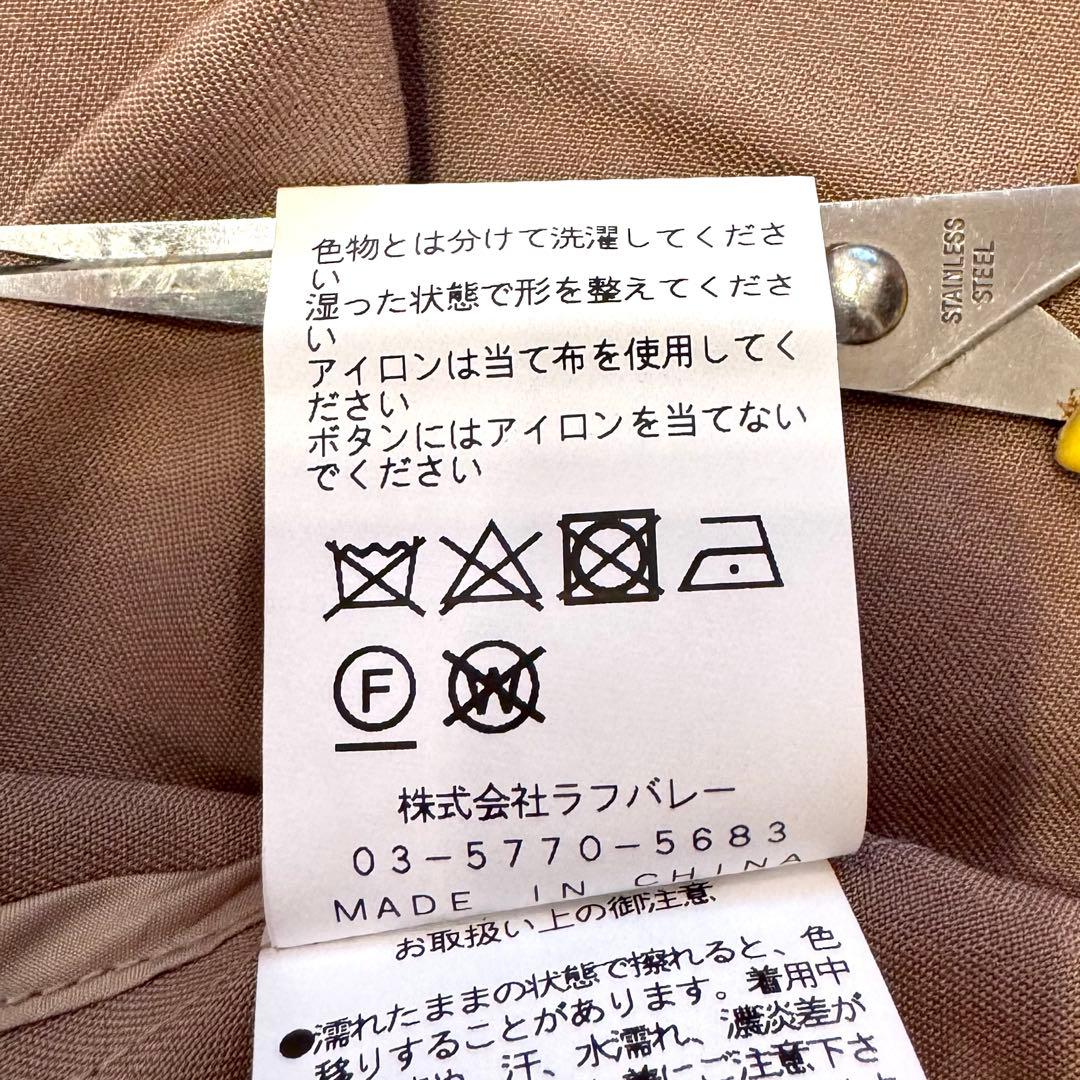 色物とは分けて洗濯してくださ
い
湿った状態で形を整えてくださ
い
アイロンは当て布を使用してく
ださい
ボタンにはアイロンを当てない
でください
F
W
株式会社ラフバレー
03-5770-5683
MADE IN CHINA
お取扱い上の御注意
●濡れたままの状態で擦れると、色
移りすることがあります。着用中
汗、水濡れ、濃淡差が
ご注意下さ
STAINLESS
STEEL